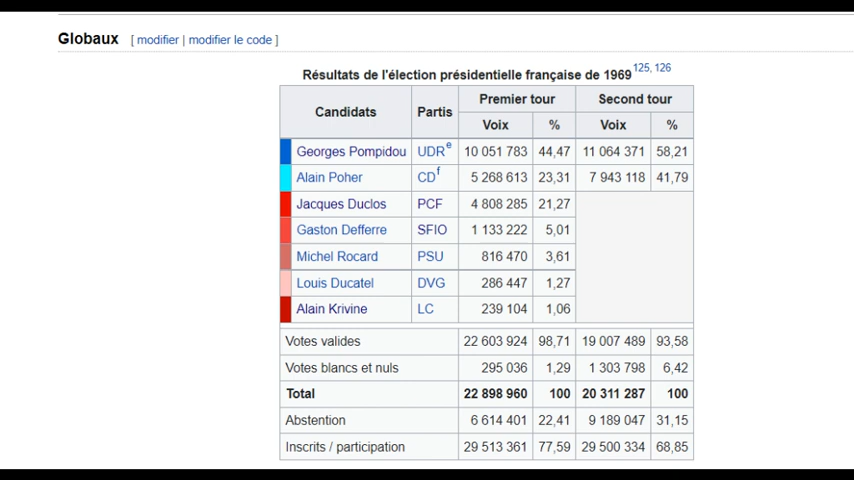 Globaux [ modifier | modifier le code ]
Résultats de l'élection présidentielle française de 1969 125, 126
Candidats Partis Premier tour Second tour
Voix % Voix %
Georges Pompidou UDR e 10 051 783 44,47 11 064 371 58,21
Alain Poher CD f 5 268 613 23,31 7 943 118 41,79
Jacques Duclos PCF 4 808 285 21,27
Gaston Defferre SFIO 1 133 222 5,01
Michel Rocard PSU 816 470 3,61
Louis Ducatel DVG 286 447 1,27
Alain Krivine LC 239 104 1,06
Votes valides 22 603 924 98,71 19 007 489 93,58
Votes blancs et nuls 295 036 1,29 1 303 798 6,42
Total 22 898 960 100 20 311 287 100
Abstention 6 614 401 22,41 9 189 047 31,15
Inscrits / participation 29 513 361 77,59 29 500 334 68,85